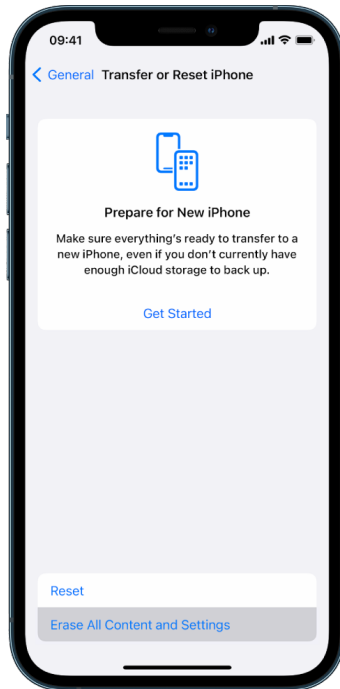 09:41
General Transfer or Reset iPhone
Prepare for New iPhone
Make sure everything's ready to transfer to a
new iPhone, even if you don't currently have
enough iCloud storage to back up.
Get Started
Reset
Erase All Content and Settings